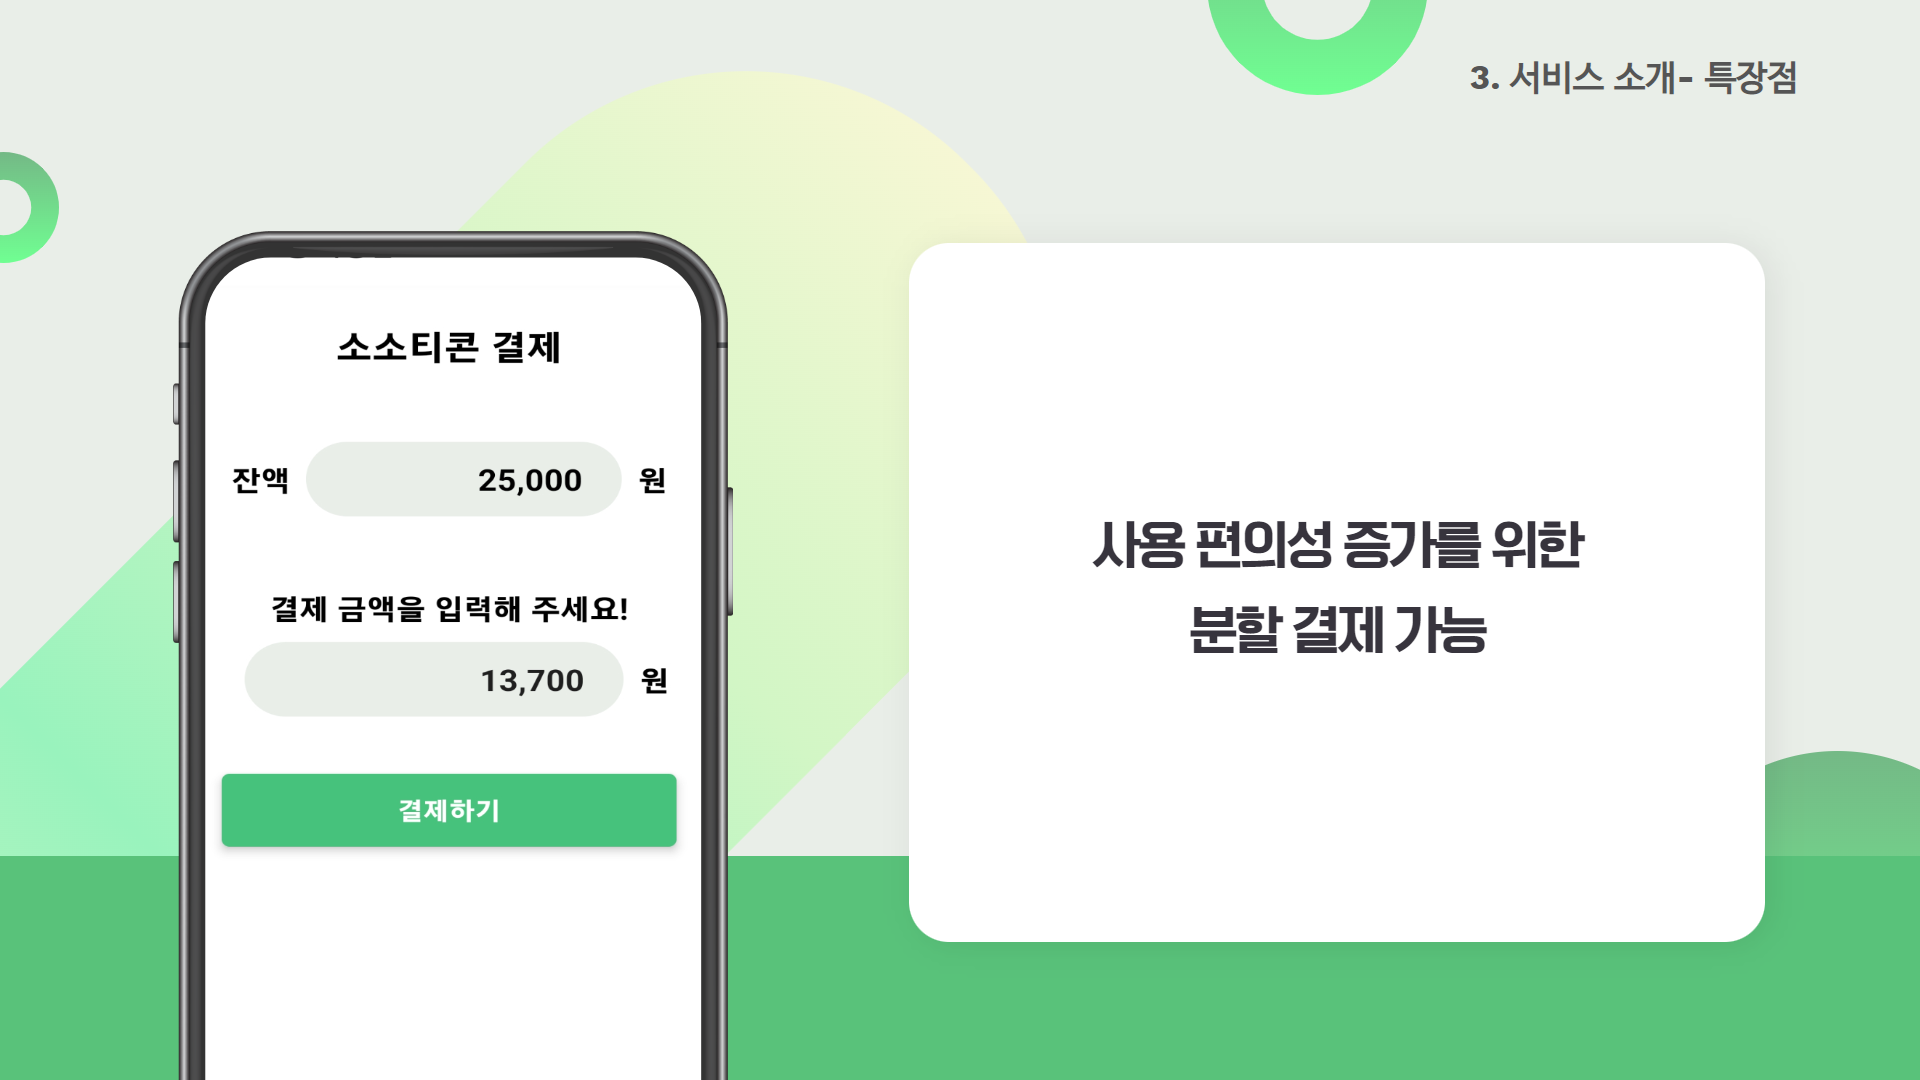 3. 서비스 소개- 특장점
소소티콘 결제
잔액 25,000 원
결제 금액을 입력해 주세요!
13,700 원
결제하기
사용 편의성 증가를 위한
분할 결제 가능